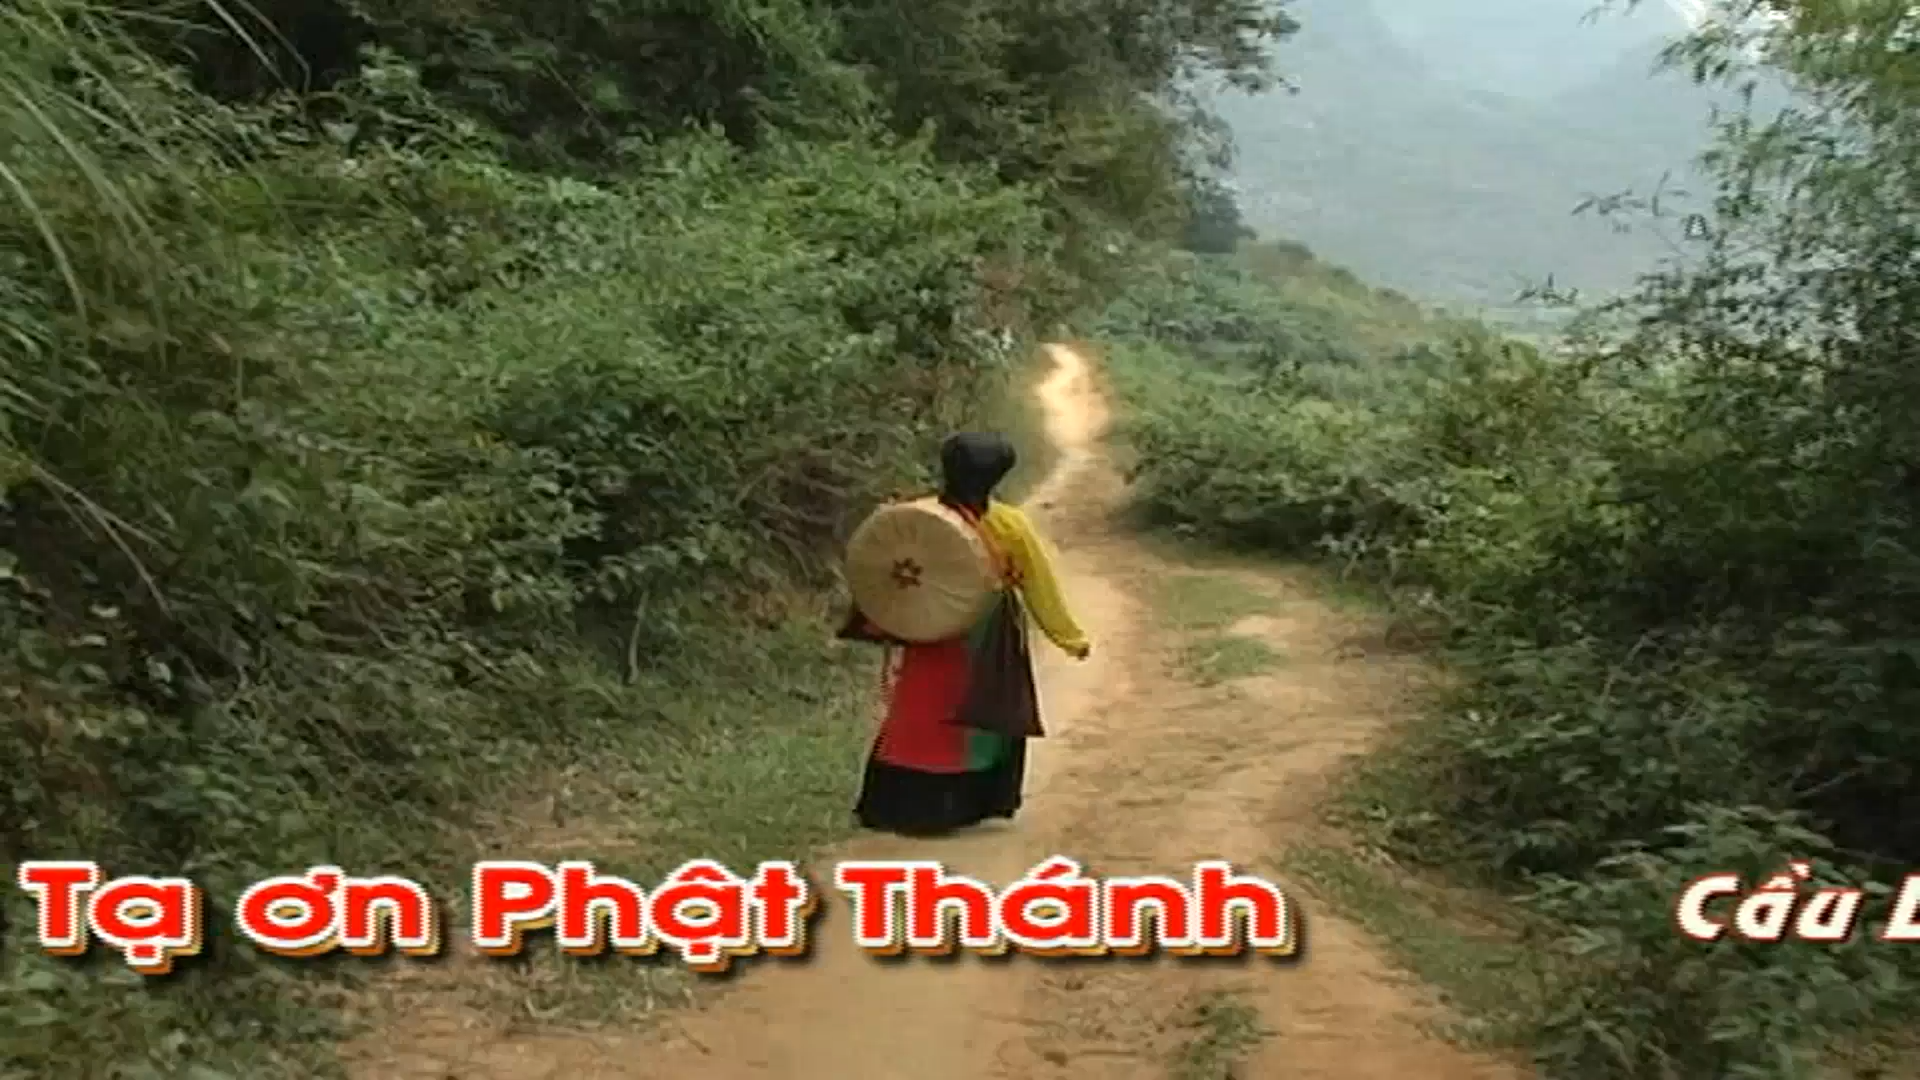 Tạ ơn Phật Thánh
Cầu